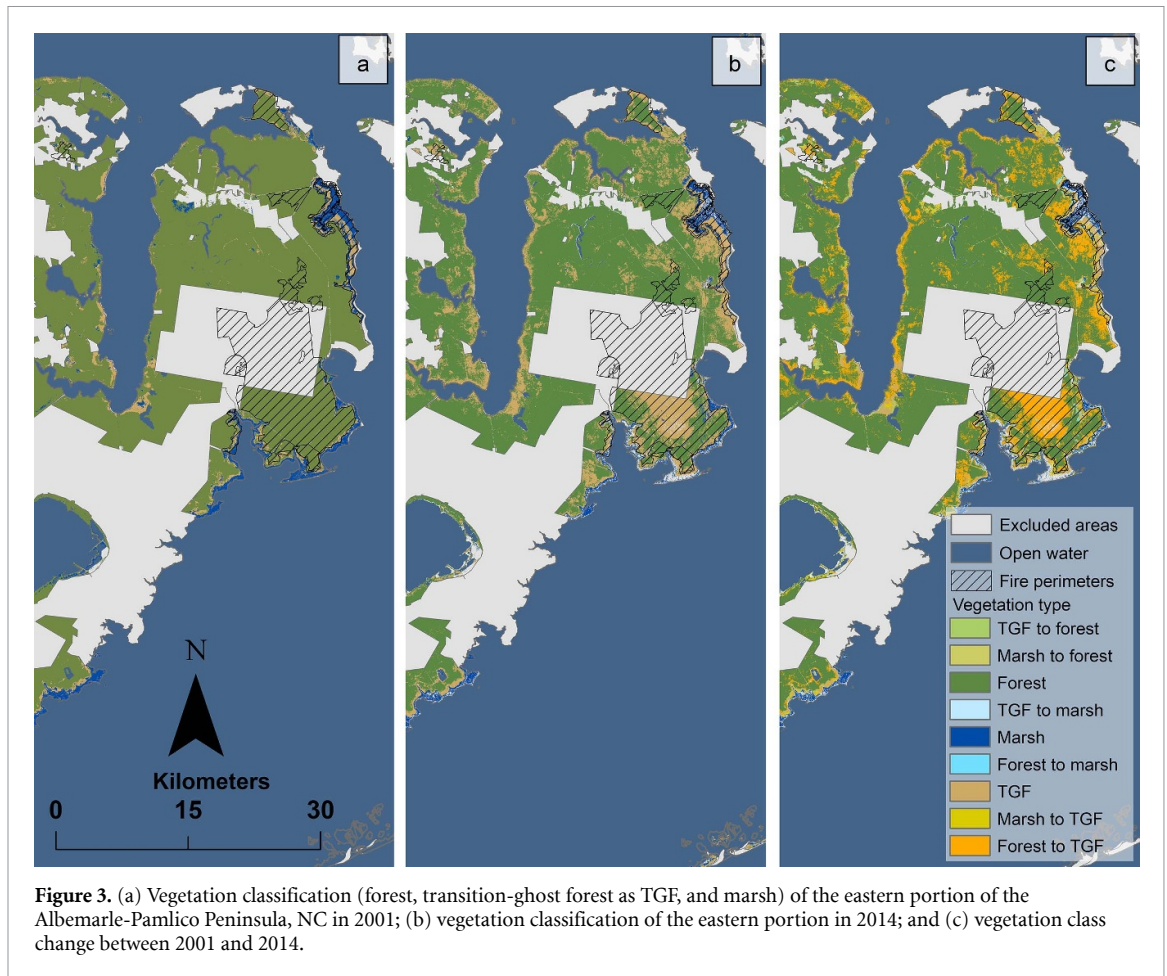 a
b
c
N
Kilometers
0 15 30
Excluded areas
Open water
Fire perimeters
Vegetation type
TGF to forest
Marsh to forest
Forest
TGF to marsh
Marsh
Forest to marsh
TGF
Marsh to TGF
Forest to TGF
Figure 3. (a) Vegetation classification (forest, transition-ghost forest as TGF, and marsh) of the eastern portion of the
Albemarle-Pamlico Peninsula, NC in 2001; (b) vegetation classification of the eastern portion in 2014; and (c) vegetation class
change between 2001 and 2014.